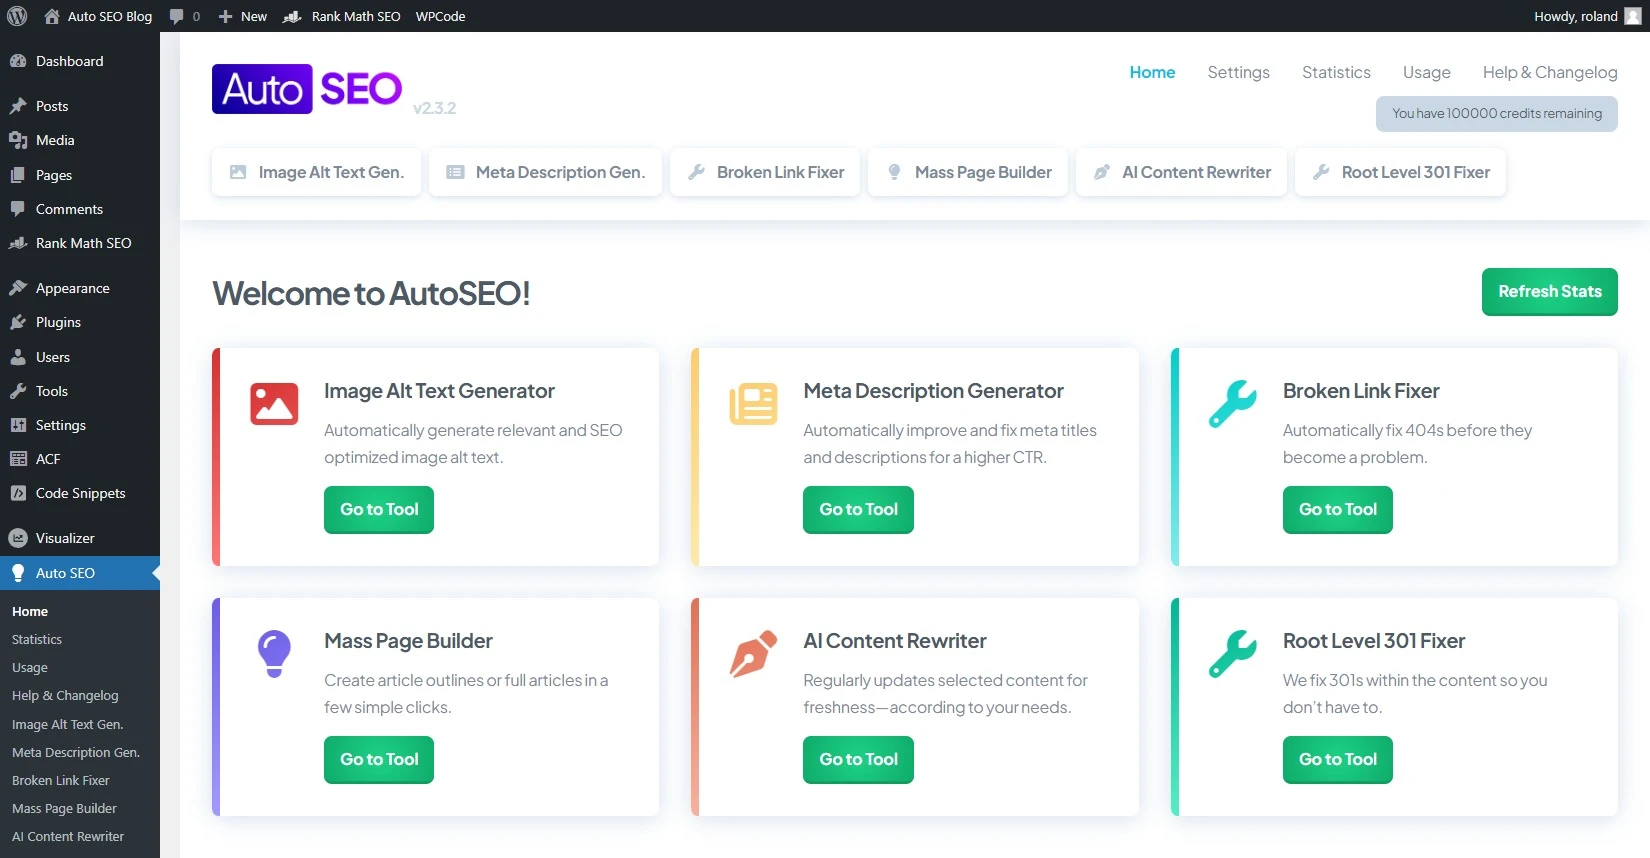 Auto SEO Blog 0 New Rank Math SEO WPCode Howdy, roland
Dashboard
Posts
Media
Pages
Comments
Rank Math SEO
Appearance
Plugins
Users
Tools
Settings
ACF
Code Snippets
Visualizer
Auto SEO
Home
Statistics
Usage
Help & Changelog
Image Alt Text Gen.
Meta Description Gen.
Broken Link Fixer
Mass Page Builder
AI Content Rewriter
Auto SEO v2.3.2
Home Settings Statistics Usage Help & Changelog
You have 100000 credits remaining
Image Alt Text Gen. Meta Description Gen. Broken Link Fixer Mass Page Builder AI Content Rewriter Root Level 301 Fixer
Welcome to AutoSEO!
Refresh Stats
Image Alt Text Generator
Automatically generate relevant and SEO
optimized image alt text.
Go to Tool
Meta Description Generator
Automatically improve and fix meta titles
and descriptions for a higher CTR.
Go to Tool
Broken Link Fixer
Automatically fix 404s before they
become a problem.
Go to Tool
Mass Page Builder
Create article outlines or full articles in a
few simple clicks.
Go to Tool
AI Content Rewriter
Regularly updates selected content for
freshness—according to your needs.
Go to Tool
Root Level 301 Fixer
We fix 301s within the content so you
don't have to.
Go to Tool